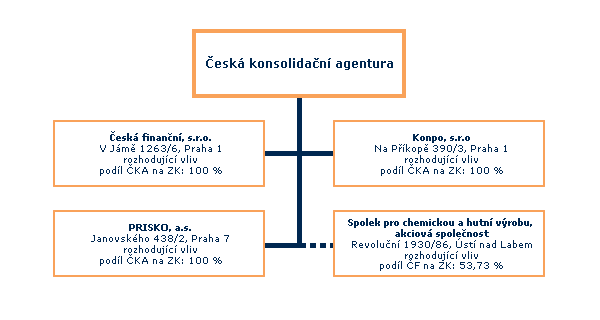 Česká konsolidační agentura
Česká finanční, s.r.o.
V Jámě 1263/6, Praha 1
rozhodující vliv
podíl ČKA na ZK: 100 %
Konpo, s.r.o
Na Příkopě 390/3, Praha 1
rozhodující vliv
podíl ČKA na ZK: 100 %
PRISKO, a.s.
Janovského 438/2, Praha 7
rozhodující vliv
podíl ČKA na ZK: 100 %
Spolek pro chemickou a hutní výrobu,
akciová společnost
Revoluční 1930/86, Ústí nad Labem
rozhodující vliv
podíl ČF na ZK: 53,73 %